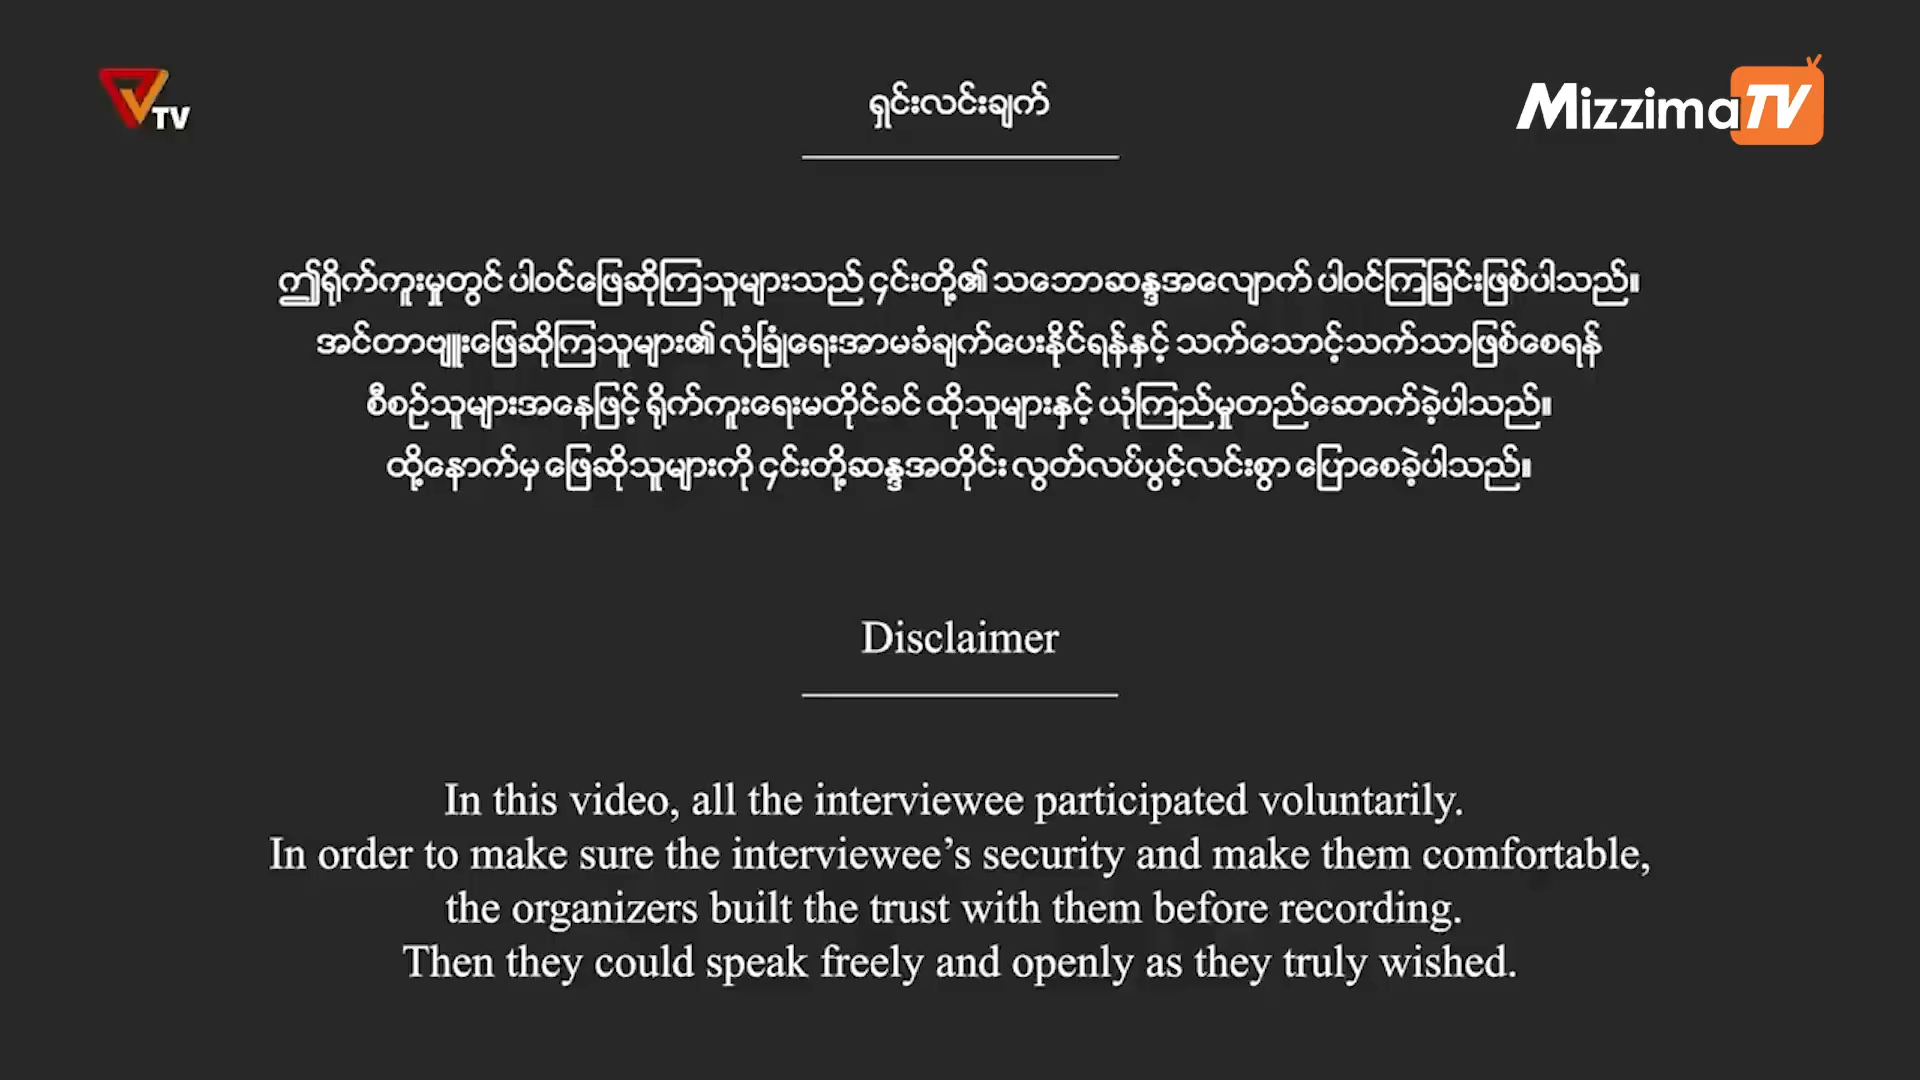 TV
ရှင်းလင်းချက်
MizzimaTV
ဤရိုက်ကူးမှုတွင် ပါဝင်ဖြေဆိုကြသူများသည် ၄င်းတို့၏ သဘောဆန္ဒအလျောက် ပါဝင်ကြခြင်းဖြစ်ပါသည်။
အင်တာဗျူးဖြေဆိုကြသူများ၏ လုံခြုံရေးအာမခံချက်ပေးနိုင်ရန်နှင့် သက်သောင့်သက်သာဖြစ်စေရန်
စီစဉ်သူများအနေဖြင့် ရိုက်ကူးရေးမတိုင်ခင် ထိုသူများနှင့် ယုံကြည်မှုတည်ဆောက်ခဲ့ပါသည်။
ထို့နောက်မှ ဖြေဆိုသူများကို ၄င်းတို့ဆန္ဒအတိုင်း လွတ်လပ်ပွင့်လင်းစွာ ပြောစေခဲ့ပါသည်။
Disclaimer
In this video, all the interviewee participated voluntarily.
In order to make sure the interviewee’s security and make them comfortable,
the organizers built the trust with them before recording.
Then they could speak freely and openly as they truly wished.